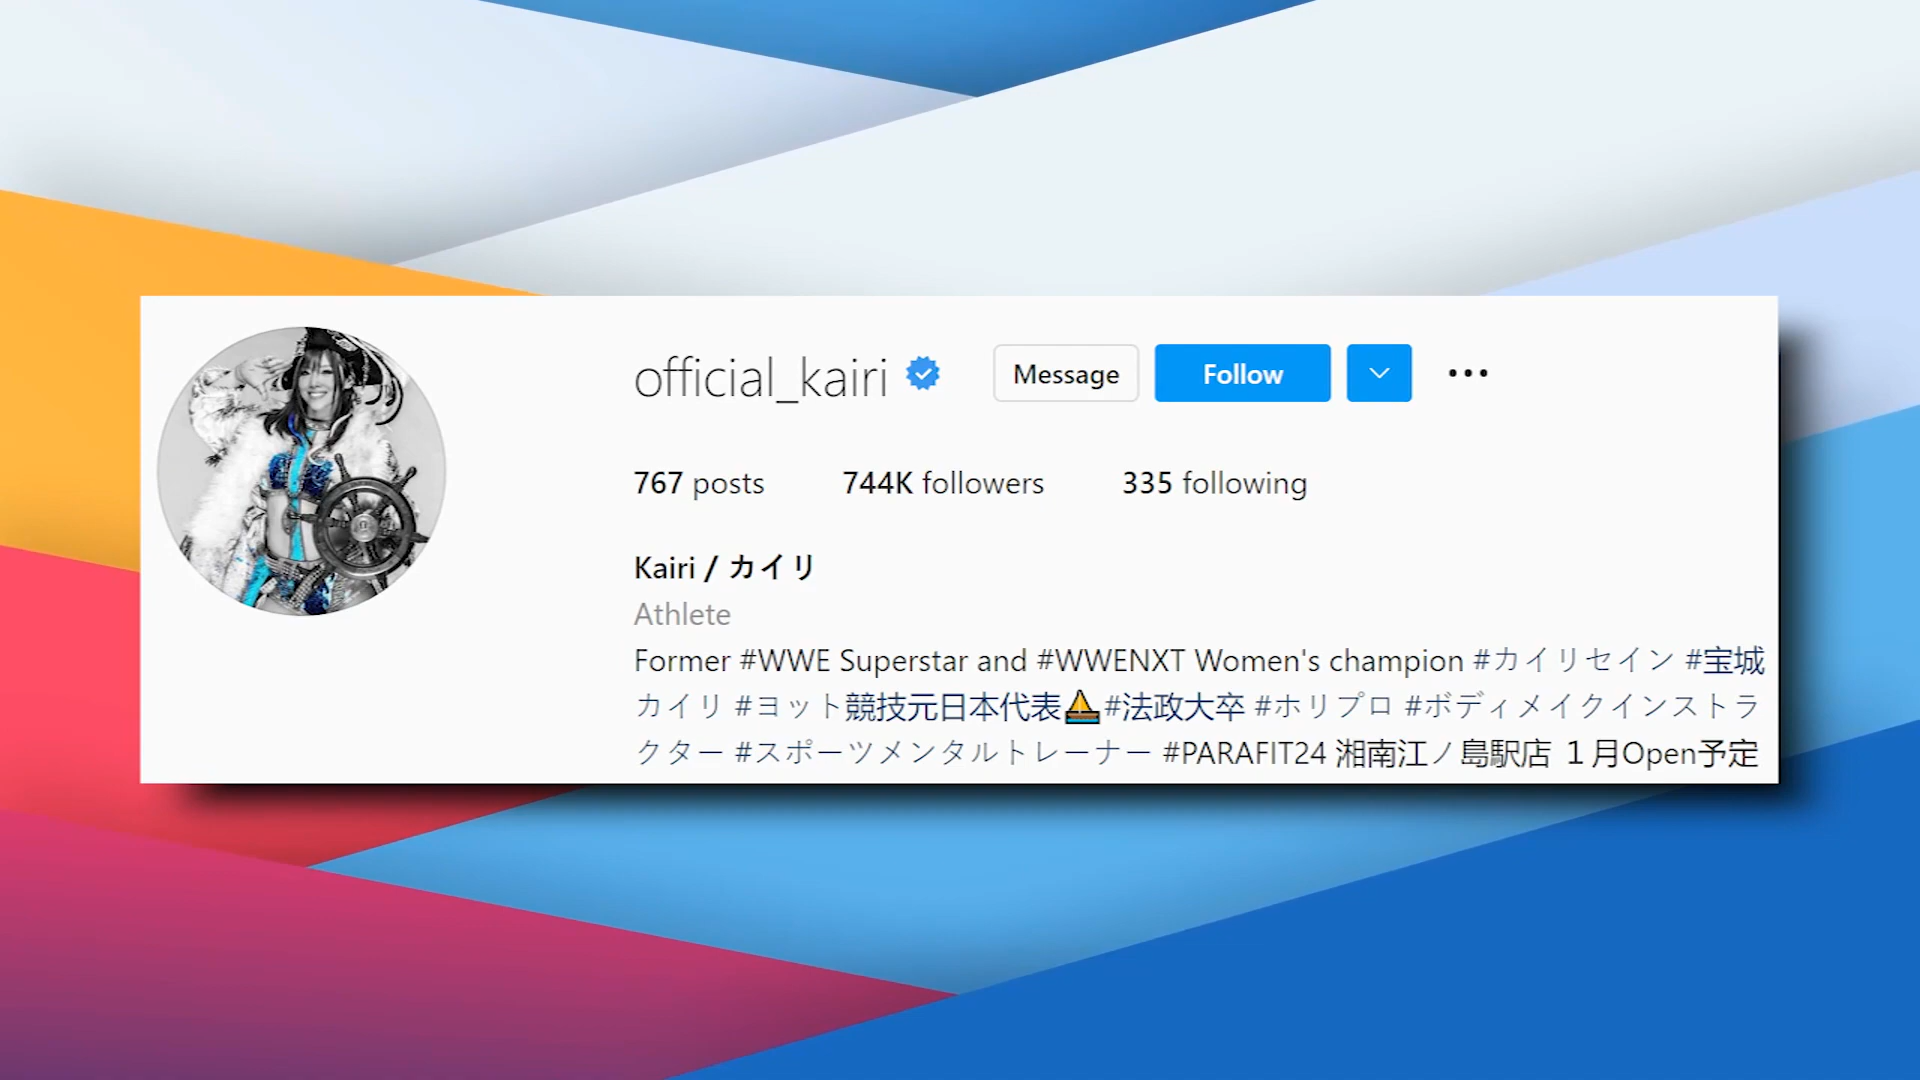 official_kairi
Message
Follow
767 posts
744K followers
335 following
Kairi / カイリ
Athlete
Former #WWE Superstar and #WWENXT Women's champion #カイリセイン #宝城
カイリ #ヨット競技元日本代表⛵#法政大卒 #ホリプロ #ボディメイクインストラ
クター #スポーツメンタルトレーナー #PARAFIT24 湘南江ノ島駅店 １月Open予定